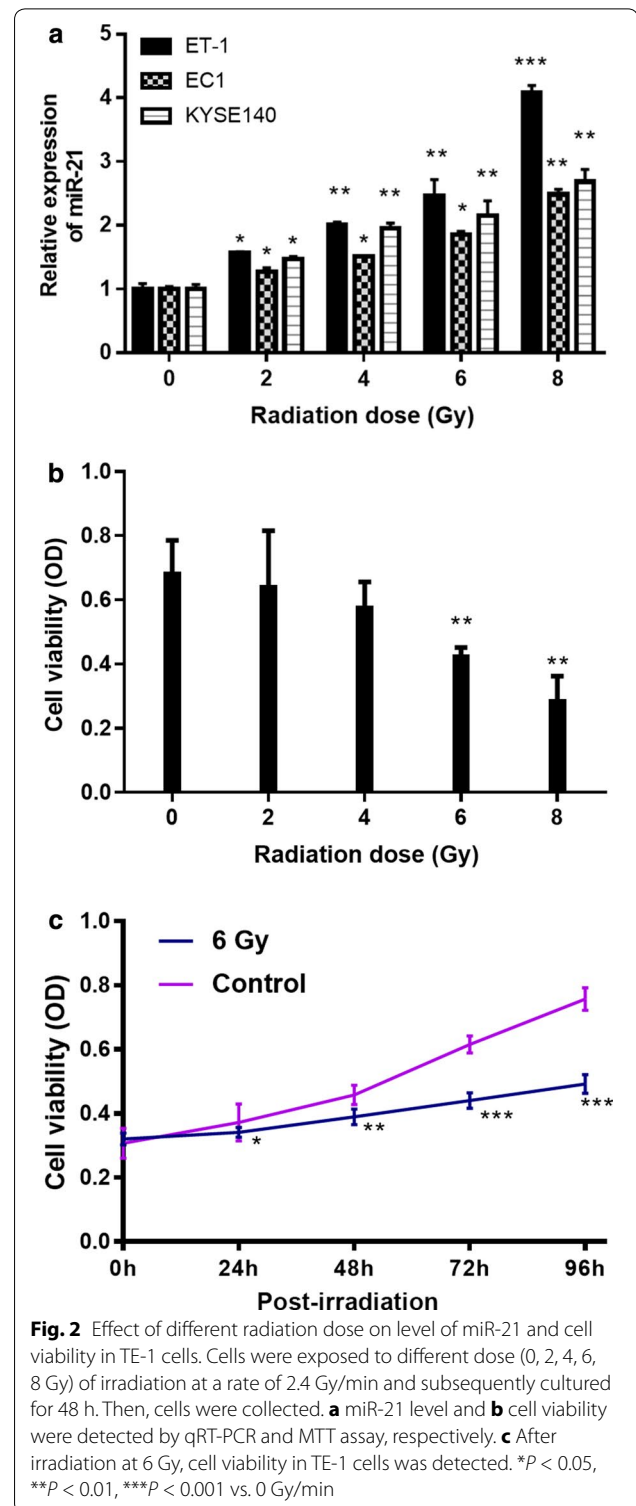 a
ET-1
EC1
KYSE140
Relative expression
of miR-21
5
4
3
2
1
0
***
** **
** * **
** * **
* * *
0 2 4 6 8
Radiation dose (Gy)
b
Cell viability (OD)
1.0
0.8
0.6
0.4
0.2
0.0
**
**
0 2 4 6 8
Radiation dose (Gy)
c
6 Gy
Control
Cell viability (OD)
1.0
0.8
0.6
0.4
0.2
0.0
* ** *** ***
0h 24h 48h 72h 96h
Post-irradiation
Fig. 2 Effect of different radiation dose on level of miR-21 and cell
viability in TE-1 cells. Cells were exposed to different dose (0, 2, 4, 6,
8 Gy) of irradiation at a rate of 2.4 Gy/min and subsequently cultured
for 48 h. Then, cells were collected. a miR-21 level and b cell viability
were detected by qRT-PCR and MTT assay, respectively. c After
irradiation at 6 Gy, cell viability in TE-1 cells was detected. *P < 0.05,
**P < 0.01, ***P < 0.001 vs. 0 Gy/min